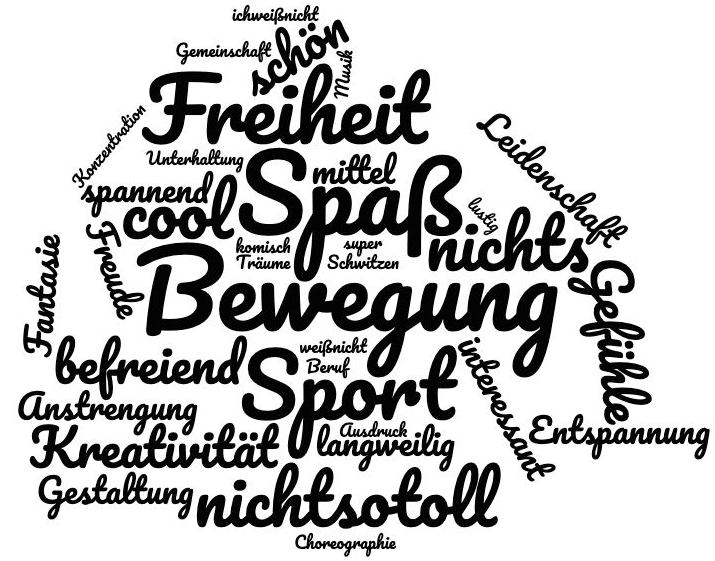 ichweißnicht
schön
Gemeinschaft
Musik
Freiheit
Konzentration
Leidenschaft
Unterhaltung
mittel
Spaß
spannend
cool
lustig
nichts
Freude
komisch
super
Träume
Schwitzen
Fantasie
Bewegung
Gefühle
weißnicht
befreiend
Beruf
Sport
interessant
Anstrengung
Ausdruck
Entspannung
Kreativität
langweilig
Gestaltung
nichtsotoll
Choreographie